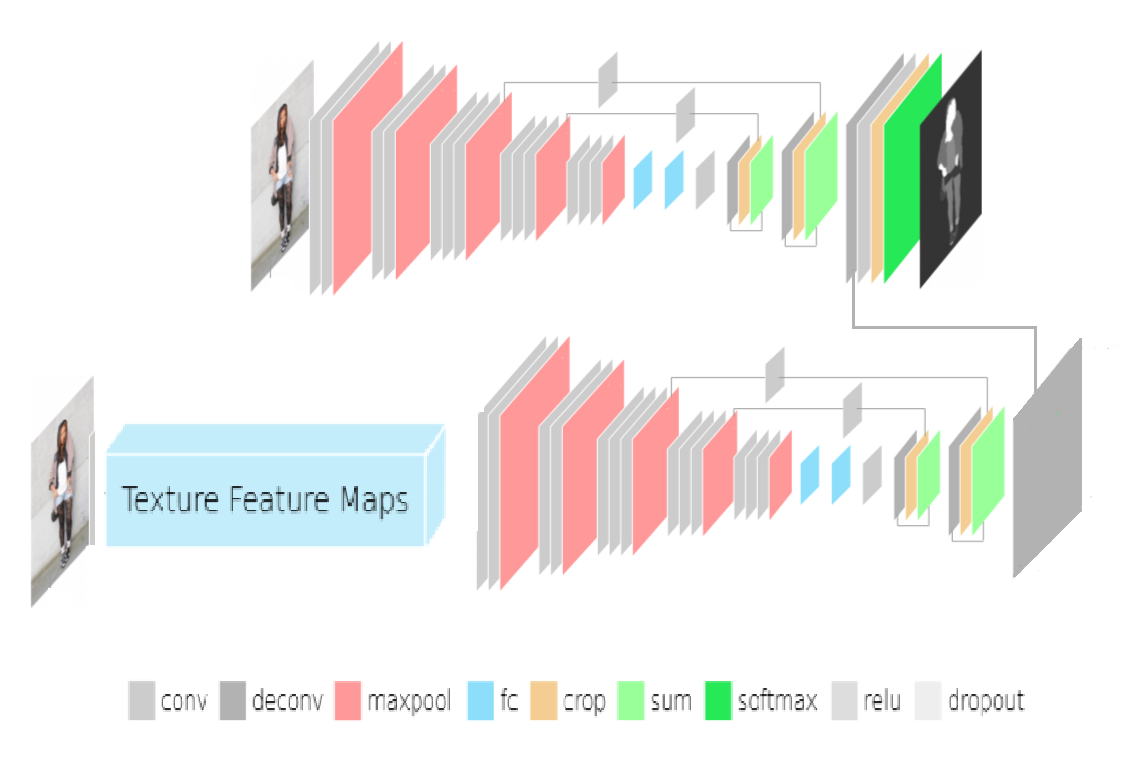 Texture Feature Maps
conv deconv maxpool fc crop sum softmax relu dropout